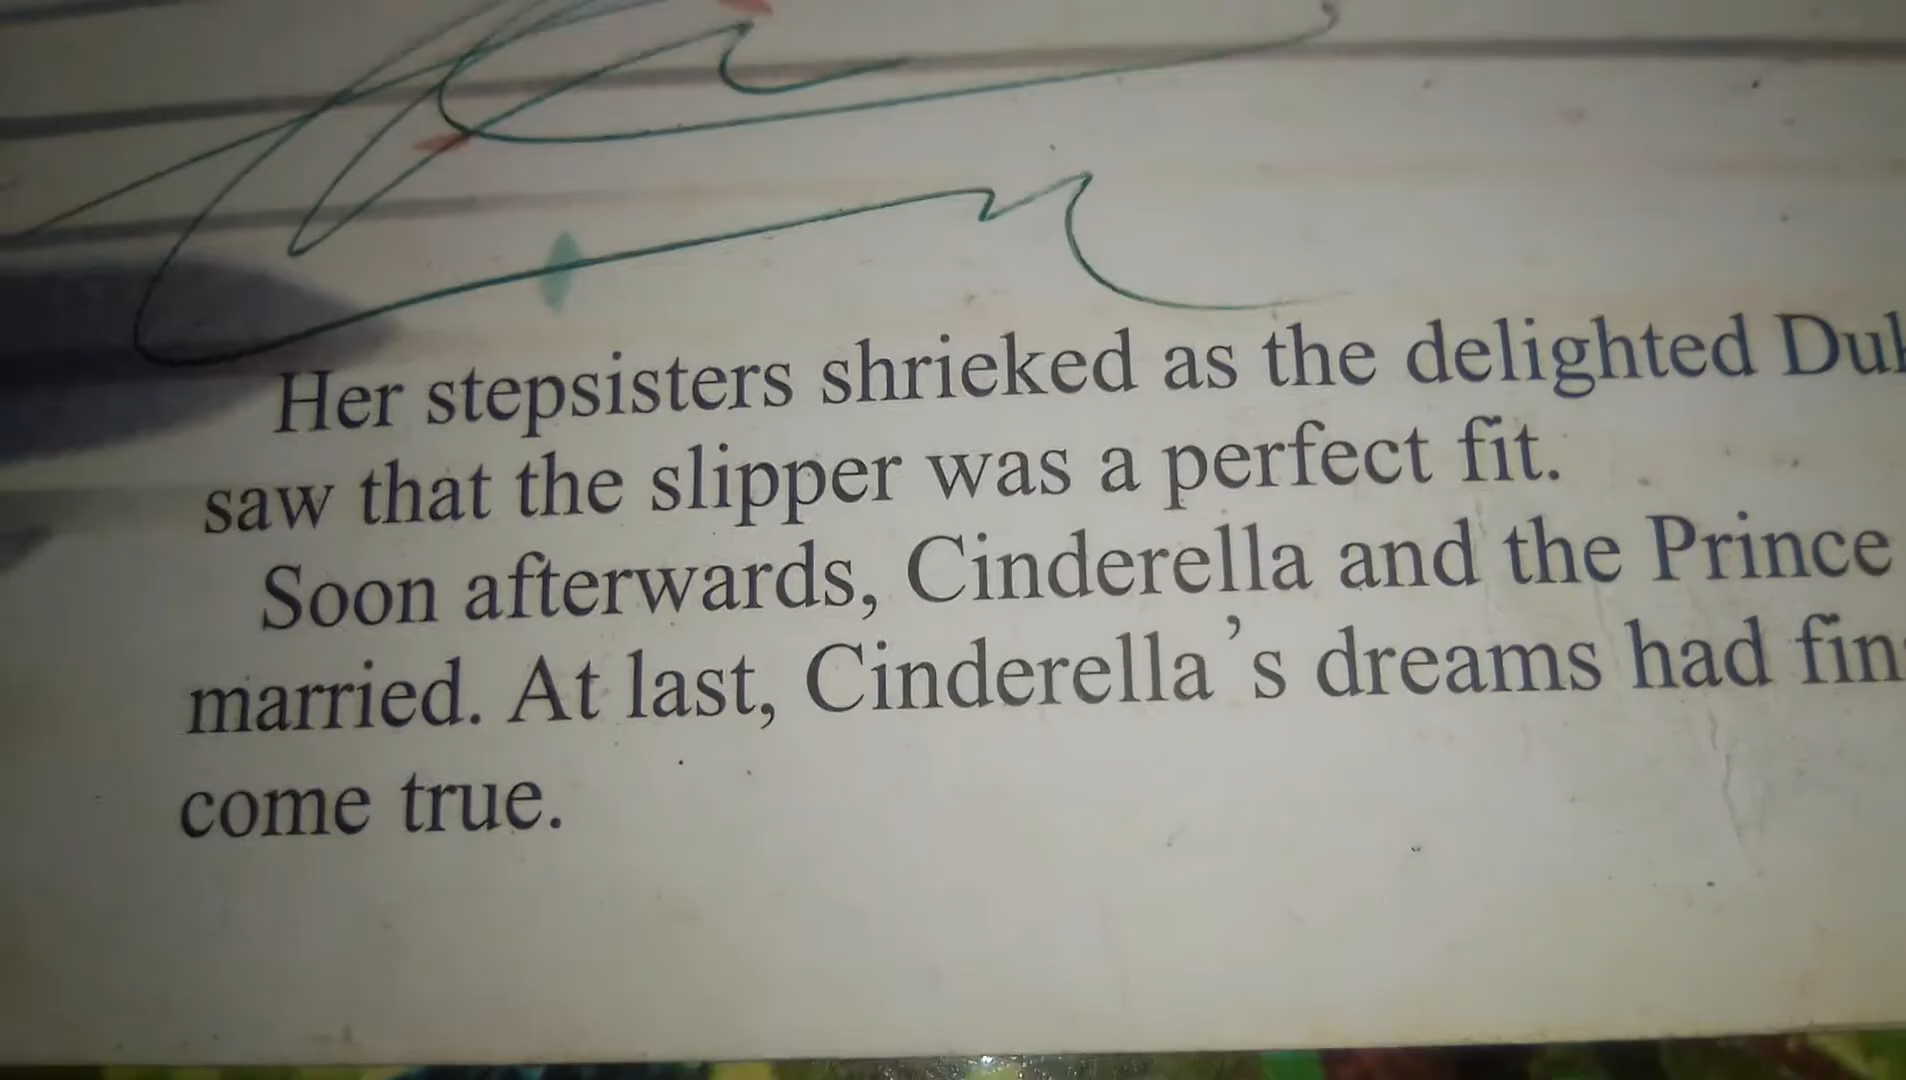 Her stepsisters shrieked as the delighted
saw that the slipper was a perfect fit.
Soon afterwards, Cinderella and the Prince
married. At last, Cinderella's dreams had
come true.